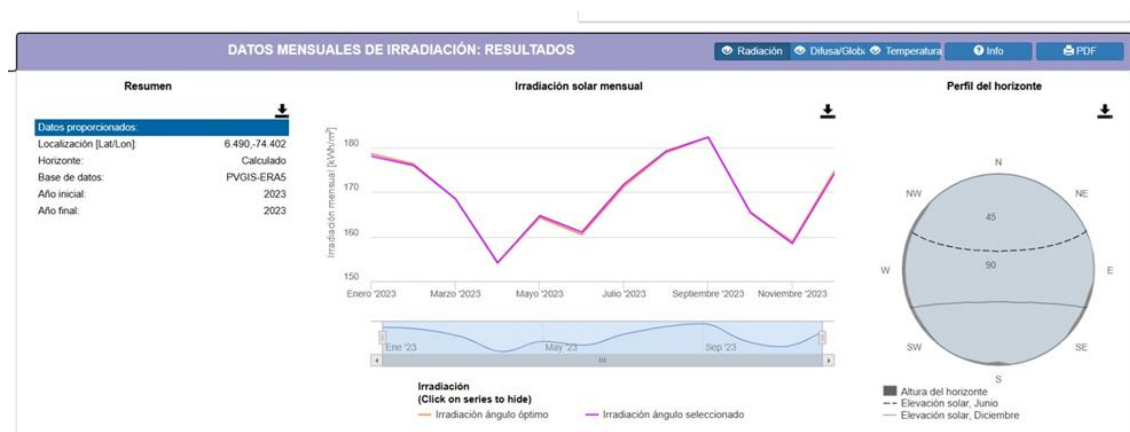 DATOS MENSUALES DE IRRADIACIÓN: RESULTADOS
Radiación
Difusa/Globa
Temperatura
Info
PDF
Resumen
Datos proporcionados:
Localización [Lat/Lon]: 6.490,-74.402
Horizonte: Calculado
Base de datos: PVGIS-ERA5
Año inicial: 2023
Año final: 2023
Irradiación solar mensual
Irradiación mensual [kWh/m²]
180
170
160
150
Enero '2023
Marzo '2023
Mayo '2023
Julio '2023
Septiembre '2023
Noviembre '2023
Ene '23
May '23
Sep '23
Irradiación
(Click on series to hide)
Irradiación ángulo óptimo
Irradiación ángulo seleccionado
Perfil del horizonte
N
NW
NE
45
90
W
E
SW
SE
S
Altura del horizonte
Elevación solar, Junio
Elevación solar, Diciembre